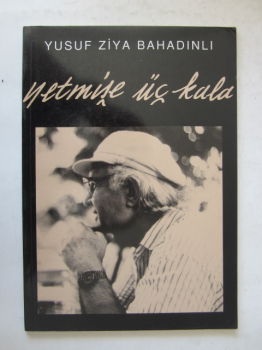 YUSUF ZİYA BAHADINLI
yetmişe üç kala